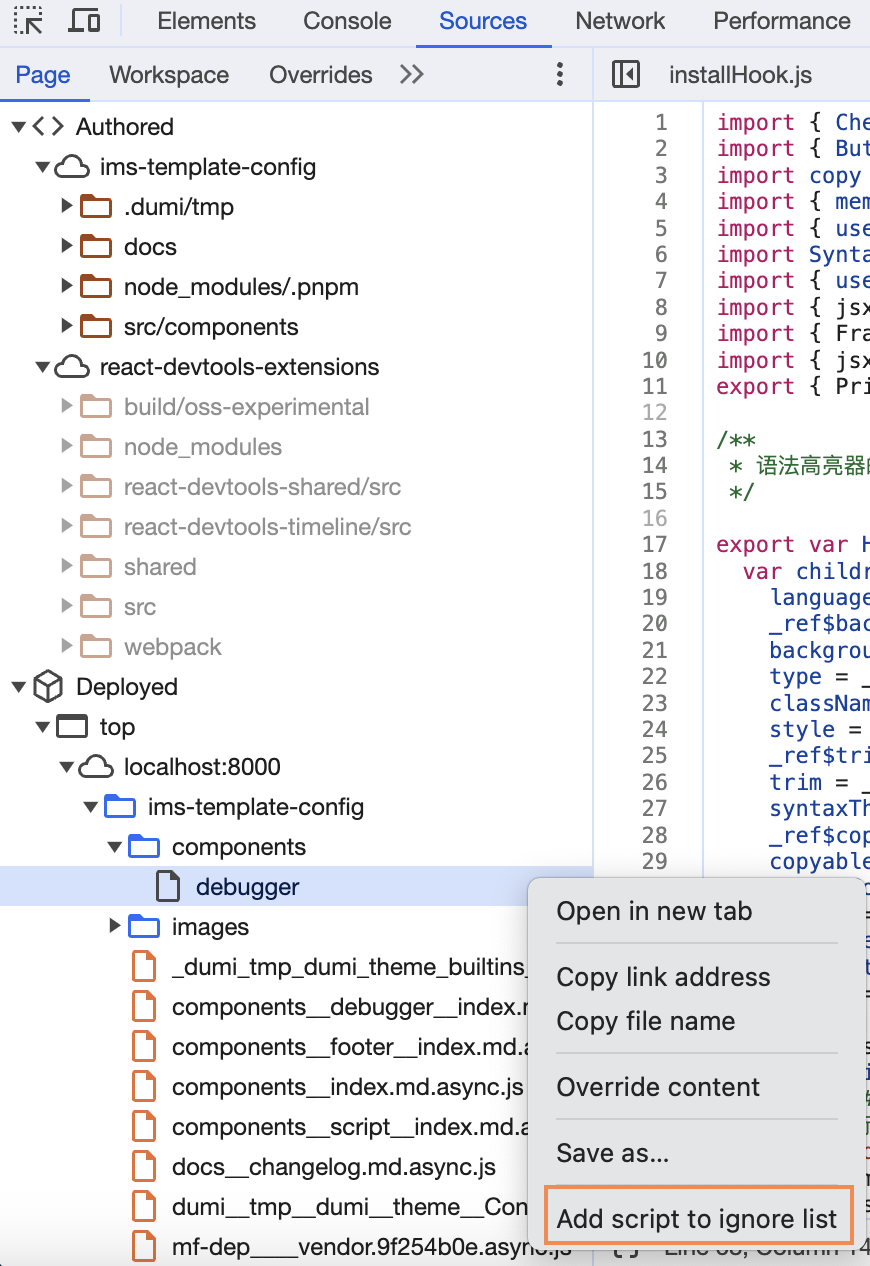 Elements Console Sources Network Performance
Page Workspace Overrides installHook.js
Authored
ims-template-config
.dumi/tmp
docs
node_modules/.pnpm
src/components
react-devtools-extensions
build/oss-experimental
node_modules
react-devtools-shared/src
react-devtools-timeline/src
shared
src
webpack
Deployed
top
localhost:8000
ims-template-config
components
debugger
images
_dumi_tmp_dumi_theme_builtins_
components__debugger__index.
components__footer__index.md.
components__index.md.async.js
components__script__index.md.
docs__changelog.md.async.js
dumi__tmp__dumi__theme__Con
mf-dep____vendor.9f254b0e.async.js
1 import { Che
2 import { But
3 import copy
4 import { mem
5 import { use
6 import Synta
7 import { use
8 import { jsx
9 import { Fra
10 import { jsx
11 export { Pri
12
13 /**
14 * 语法高亮器
15 */
16
17 export var H
18 var childr
19 language
20 _ref$bac
21 backgrou
22 type = _
23 classNam
24 style =
25 _ref$tri
26 trim = _
27 syntaxTh
28 _ref$cop
29 copyable
Open in new tab
Copy link address
Copy file name
Override content
Save as...
Add script to ignore list